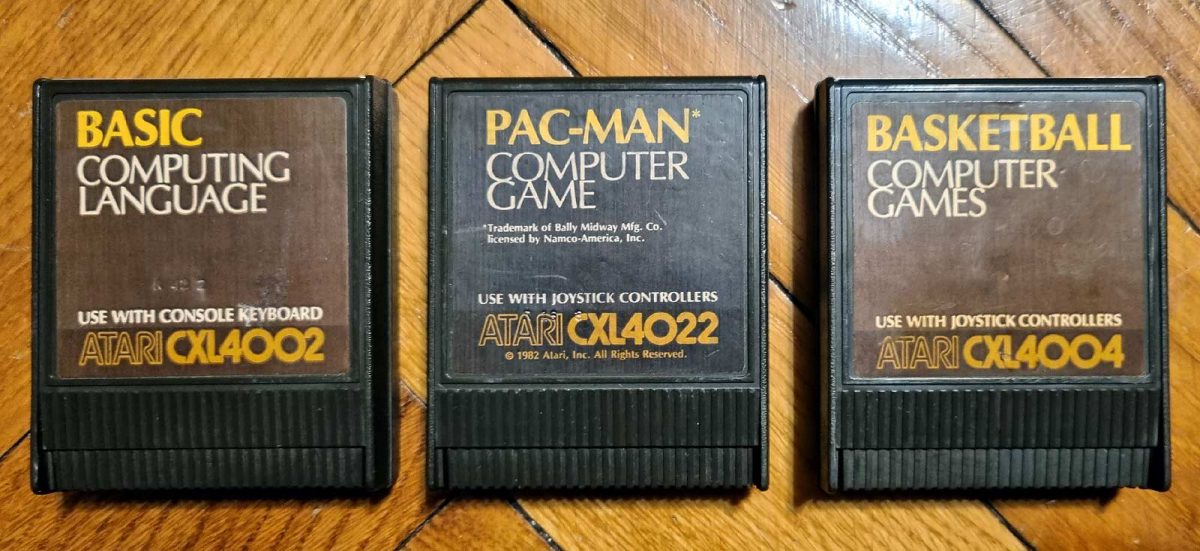 BASIC
COMPUTING
LANGUAGE
USE WITH CONSOLE KEYBOARD
ATARI CXL4002
PAC-MAN*
COMPUTER
GAME
*Trademark of Bally Midway Mfg. Co.
licensed by Namco-America, Inc.
USE WITH JOYSTICK CONTROLLERS
ATARI CXL4022
© 1982 Atari, Inc. All Rights Reserved.
BASKETBALL
COMPUTER
GAMES
USE WITH JOYSTICK CONTROLLERS
ATARI CXL4004